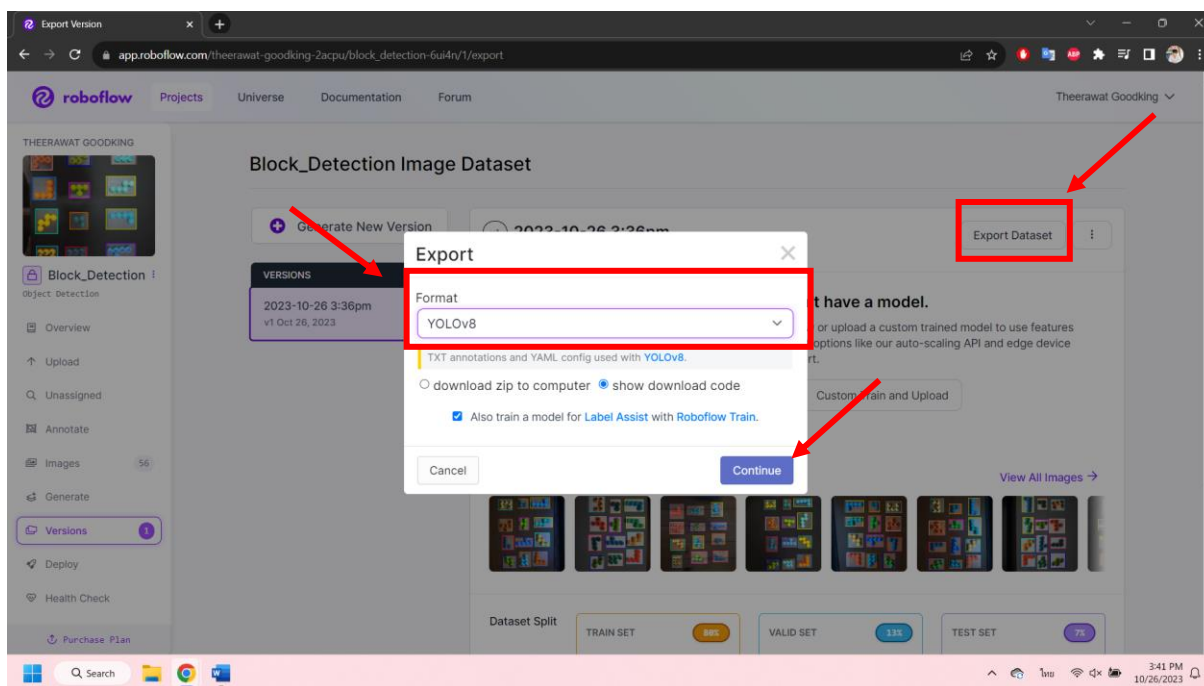 Export Version
app.roboflow.com/theerawat-goodking-2acpu/block_detection-6ui4n/1/export
roboflow
Projects
Universe
Documentation
Forum
Theerawat Goodking
THEERAWAT GOODKING
Block_Detection
Object Detection
Overview
Upload
Unassigned
Annotate
Images 56
Generate
Versions 1
Deploy
Health Check
Purchase Plan
Block_Detection Image Dataset
Generate New Version
VERSIONS
2023-10-26 3:36pm
v1 Oct 26, 2023
2023-10-26 3:36pm
Export Dataset
Export
Format
YOLOv8
TXT annotations and YAML config used with YOLOv8.
download zip to computer
show download code
Also train a model for Label Assist with Roboflow Train.
Cancel
Continue
t have a model.
or upload a custom trained model to use features
options like our auto-scaling API and edge device
rt.
Custom Train and Upload
View All Images →
Dataset Split
TRAIN SET
VALID SET 13%
TEST SET 7%
Search
ไทย
3:41 PM
10/26/2023